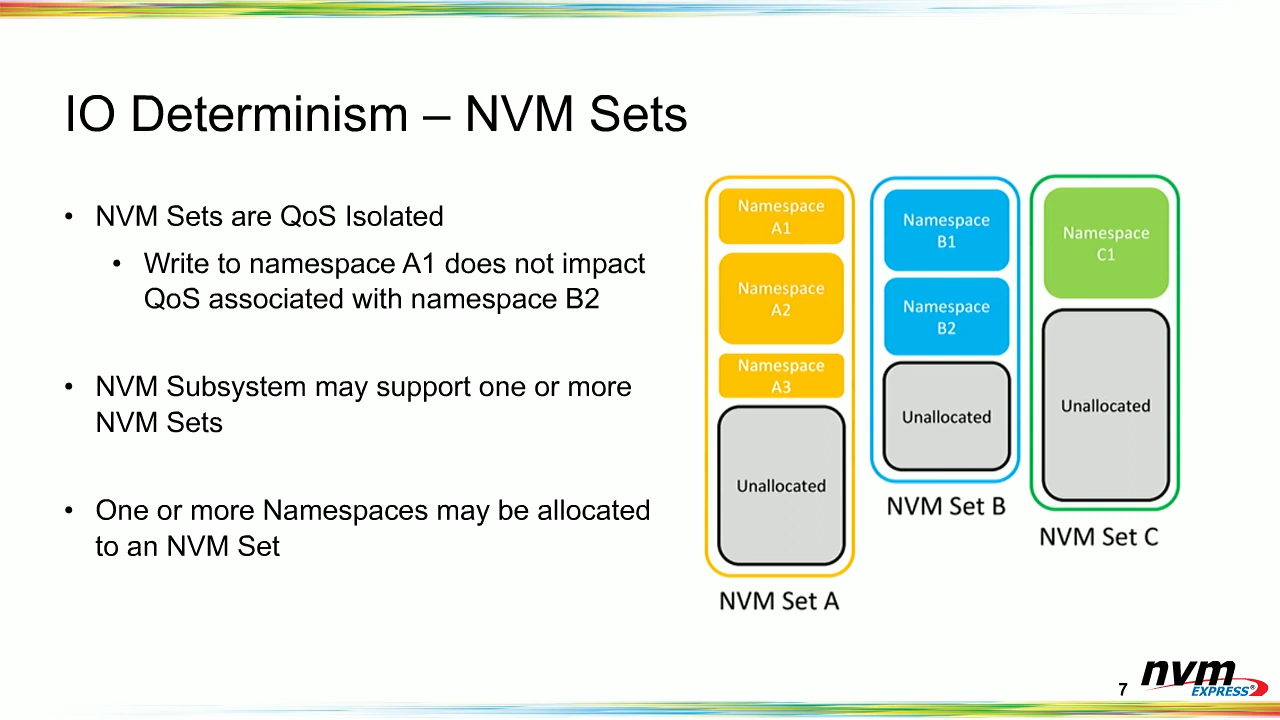 IO Determinism – NVM Sets
• NVM Sets are QoS Isolated
• Write to namespace A1 does not impact
QoS associated with namespace B2
• NVM Subsystem may support one or more
NVM Sets
• One or more Namespaces may be allocated
to an NVM Set
Namespace
A1
Namespace
A2
Namespace
A3
Unallocated
NVM Set A
Namespace
B1
Namespace
B2
Unallocated
NVM Set B
Namespace
C1
Unallocated
NVM Set C
7
nvm
EXPRESS®